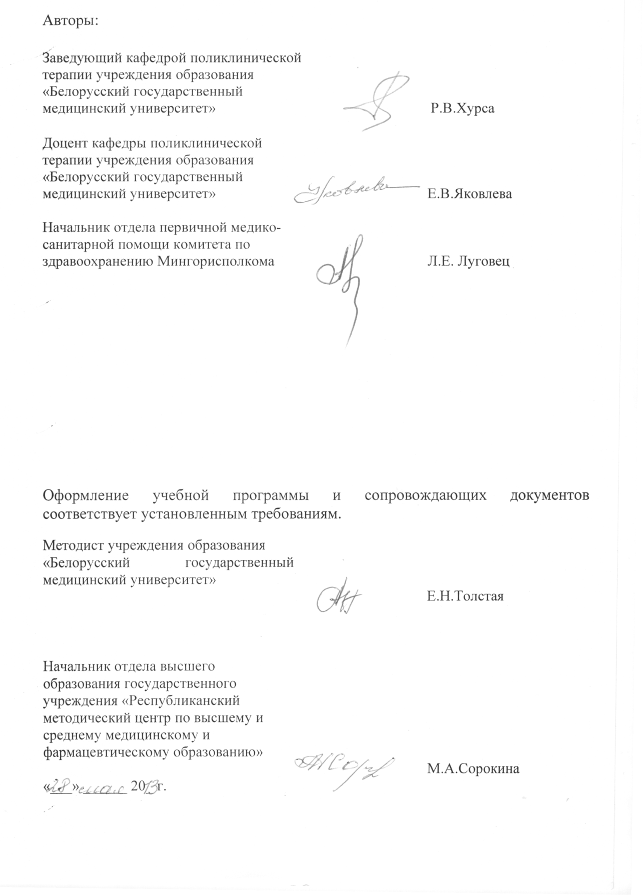 Авторы:
Заведующий кафедрой поликлинической
терапии учреждения образования
«Белорусский государственный
медицинский университет» Р.В.Хурса
Доцент кафедры поликлинической
терапии учреждения образования
«Белорусский государственный
медицинский университет» Яковлева Е.В.Яковлева
Начальник отдела первичной медико-
санитарной помощи комитета по
здравоохранению Мингорисполкома Л.Е. Луговец
Оформление учебной программы и сопровождающих документов
соответствует установленным требованиям.
Методист учреждения образования
«Белорусский государственный
медицинский университет» Е.Н.Толстая
Начальник отдела высшего
образования государственного
учреждения «Республиканский
методический центр по высшему и
среднему медицинскому и
фармацевтическому образованию» М.А.Сорокина
«28» мая 2013г.